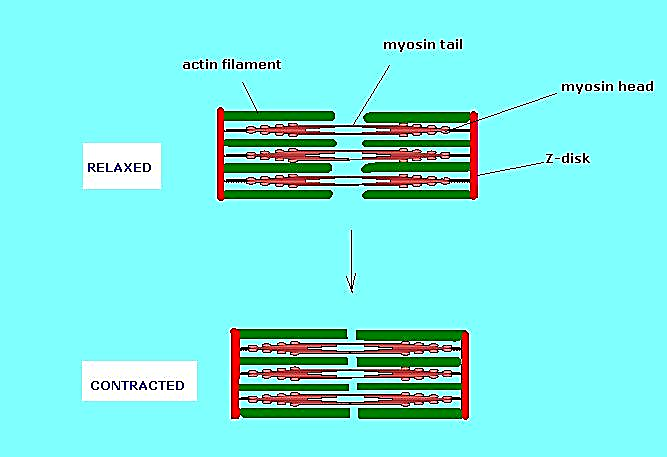 myosin tail
actin filament
myosin head
Z-disk
RELAXED
CONTRACTED